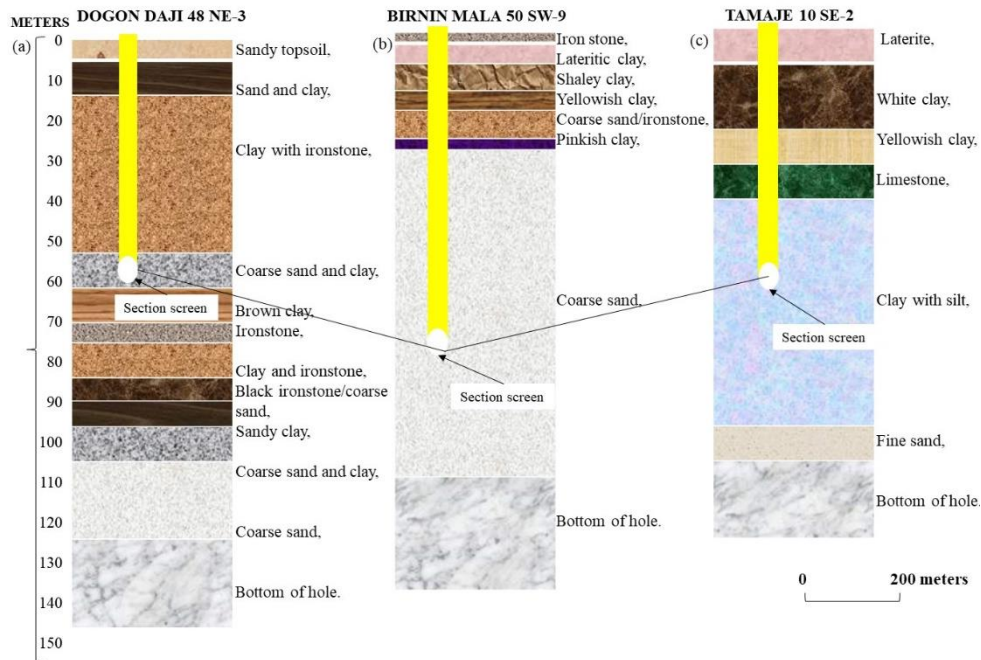 METERS
0
10
20
30
40
50
60
70
80
90
100
110
120
130
140
150
DOGON DAJI 48 NE-3
(a)
Sandy topsoil,
Sand and clay,
Clay with ironstone,
Coarse sand and clay,
Section screen
Brown clay,
Ironstone,
Clay and ironstone,
Black ironstone/coarse
sand,
Sandy clay,
Coarse sand and clay,
Coarse sand,
Bottom of hole.
BIRNIN MALA 50 SW-9
(b)
Iron stone,
Lateritic clay,
Shaley clay,
Yellowish clay,
Coarse sand/ironstone,
Pinkish clay,
Coarse sand,
Section screen
Bottom of hole.
TAMAJE 10 SE-2
(c)
Laterite,
White clay,
Yellowish clay,
Limestone,
Clay with silt,
Section screen
Fine sand,
Bottom of hole.
0 200 meters